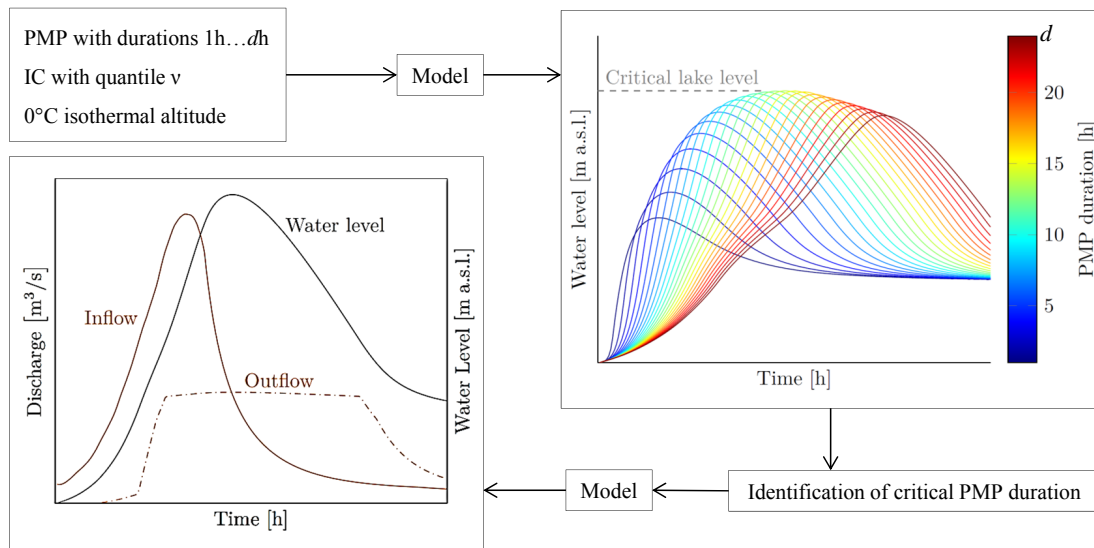 PMP with durations 1h…dh
IC with quantile ν
0°C isothermal altitude
Model
Critical lake level
Water level [m a.s.l.]
Time [h]
d
20
15
10
5
PMP duration [h]
Identification of critical PMP duration
Model
Discharge [m³/s]
Inflow
Water level
Outflow
Water Level [m a.s.l.]
Time [h]